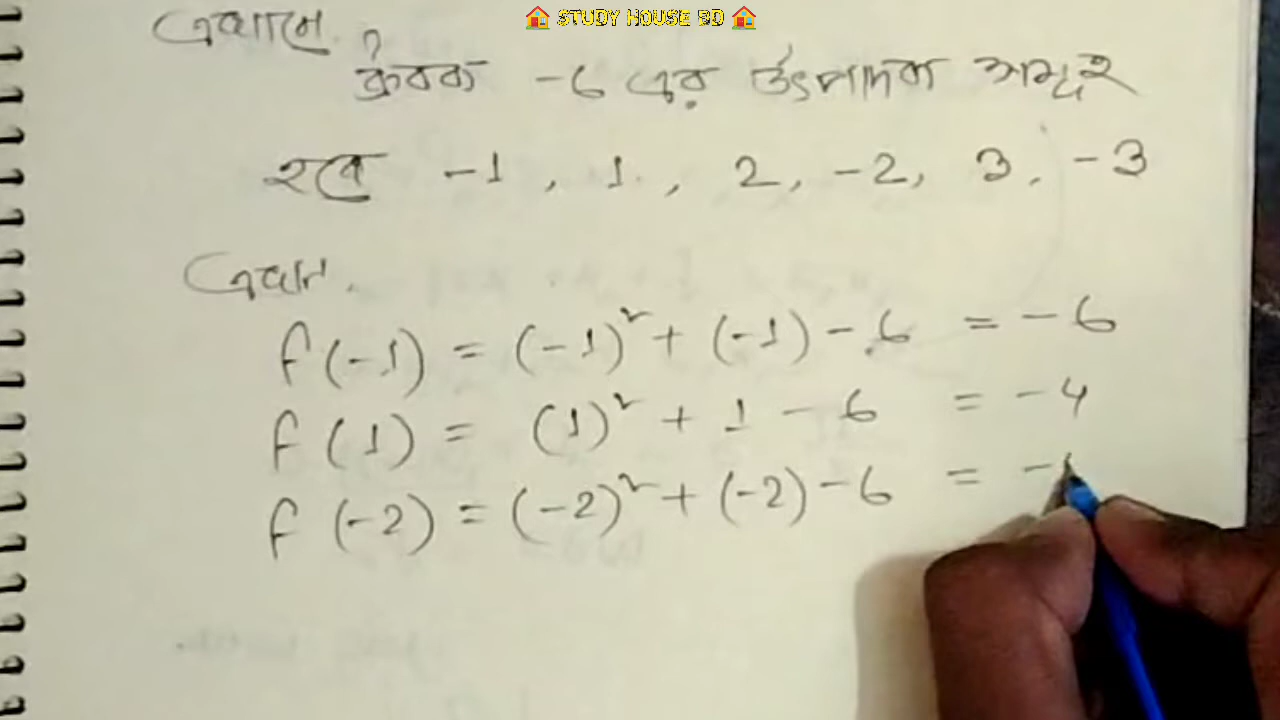 🏠 STUDY HOUSE BD 🏠
এখানে,
ধ্রুবক -6 এর উৎপাদক সমূহ
হবে -1, 1, 2, -2, 3, -3
এখন,
f(-1) = (-1)² + (-1) - 6 = -6
f(1) = (1)² + 1 - 6 = -4
f(-2) = (-2)² + (-2) - 6 = -